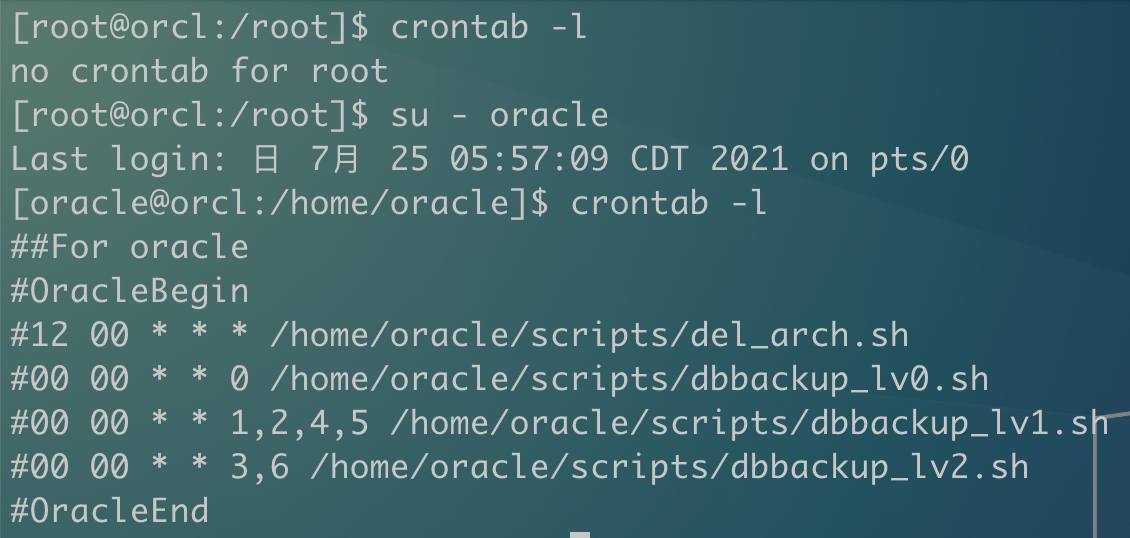 [root@orcl:/root]$ crontab -l
no crontab for root
[root@orcl:/root]$ su - oracle
Last login: 日 7月 25 05:57:09 CDT 2021 on pts/0
[oracle@orcl:/home/oracle]$ crontab -l
##For oracle
#OracleBegin
#12 00 * * * /home/oracle/scripts/del_arch.sh
#00 00 * * 0 /home/oracle/scripts/dbbackup_lv0.sh
#00 00 * * 1,2,4,5 /home/oracle/scripts/dbbackup_lv1.sh
#00 00 * * 3,6 /home/oracle/scripts/dbbackup_lv2.sh
#OracleEnd